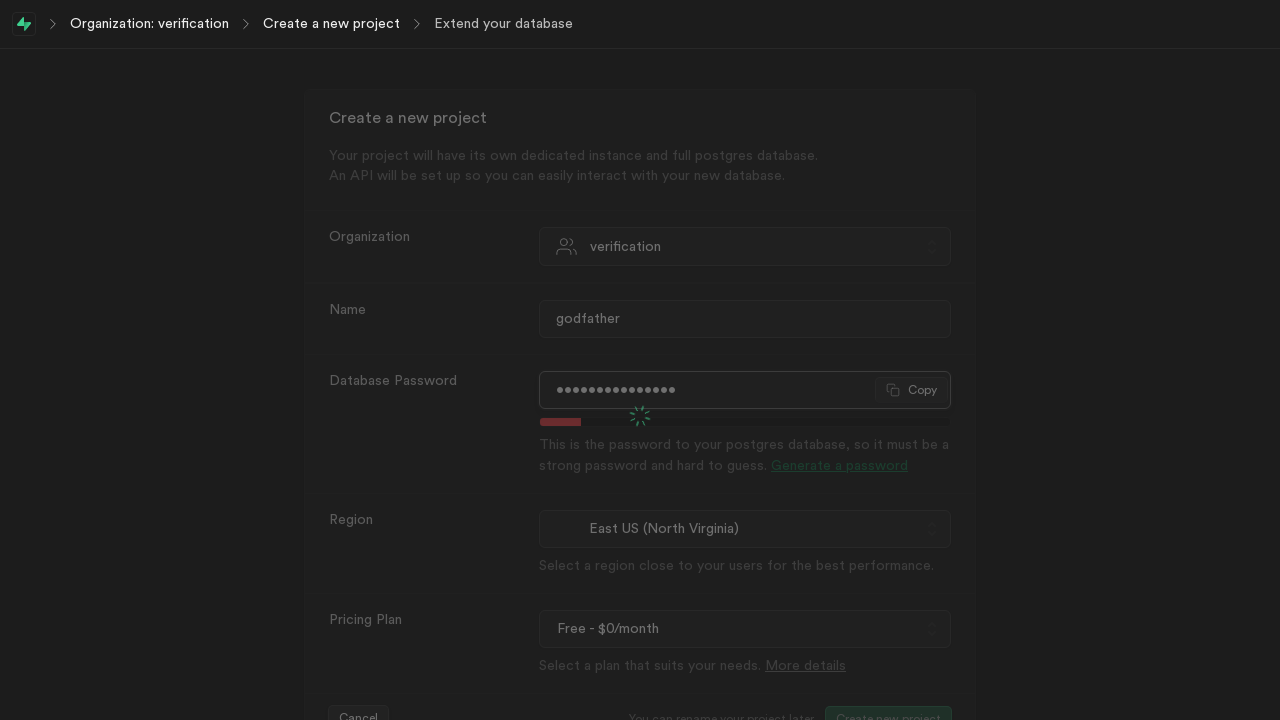 Organization: verification
Create a new project
Extend your database
Create a new project
Your project will have its own dedicated instance and full postgres database.
An API will be set up so you can easily interact with your new database.
Organization
verification
Name
godfather
Database Password
•••••••••••••••
Copy
This is the password to your postgres database, so it must be a
strong password and hard to guess. Generate a password
Region
East US (North Virginia)
Select a region close to your users for the best performance.
Pricing Plan
Free - $0/month
Select a plan that suits your needs. More details
Cancel
You can rename your project later
Create new project